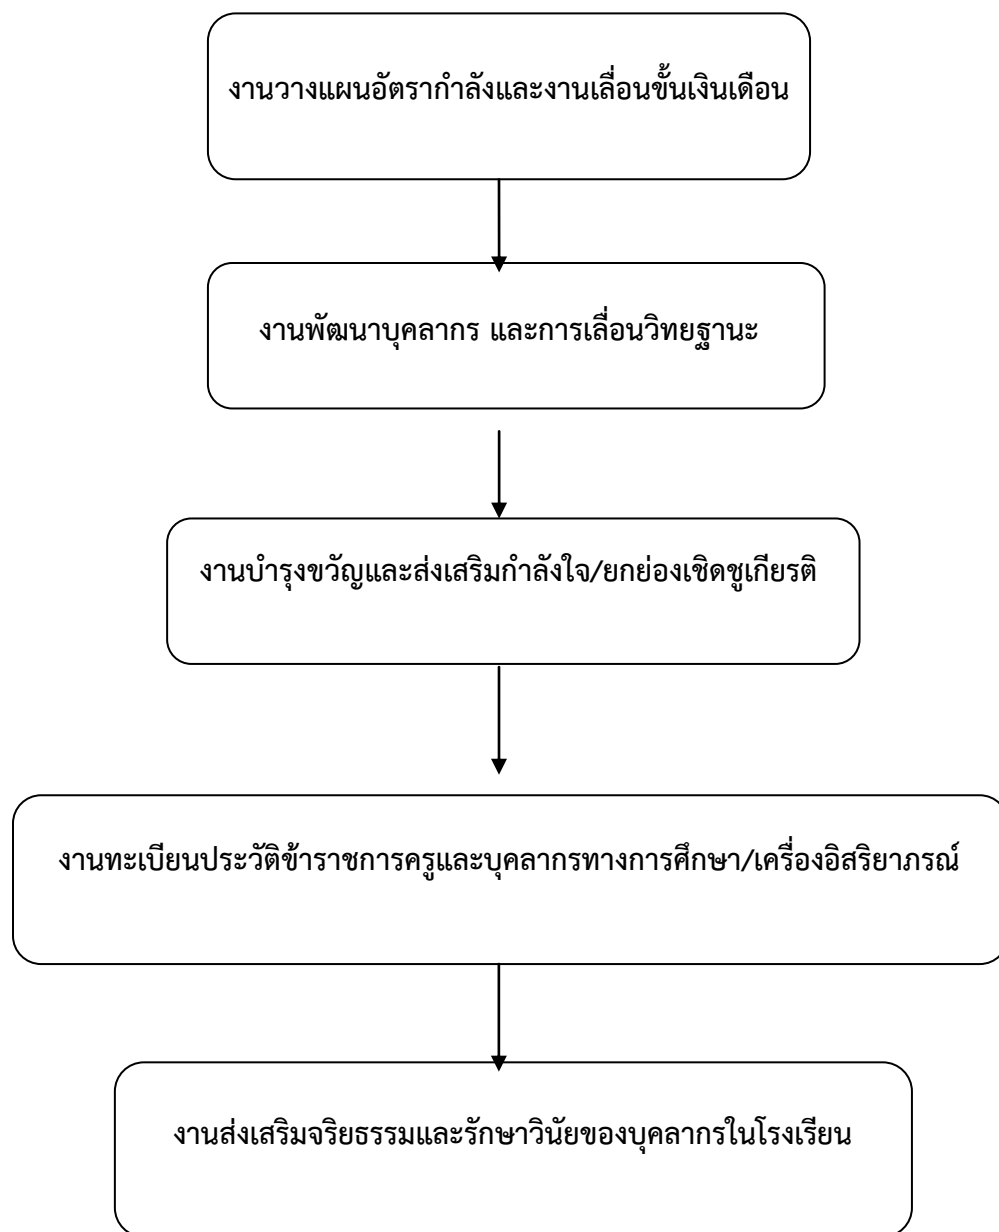 งานวางแผนอัตรากำลังและงานเลื่อนขั้นเงินเดือน
งานพัฒนาบุคลากร และการเลื่อนวิทยฐานะ
งานบำรุงขวัญและส่งเสริมกำลังใจ/ยกย่องเชิดชูเกียรติ
งานทะเบียนประวัติข้าราชการครูและบุคลากรทางการศึกษา/เครื่องอิสริยาภรณ์
งานส่งเสริมจริยธรรมและรักษาวินัยของบุคลากรในโรงเรียน